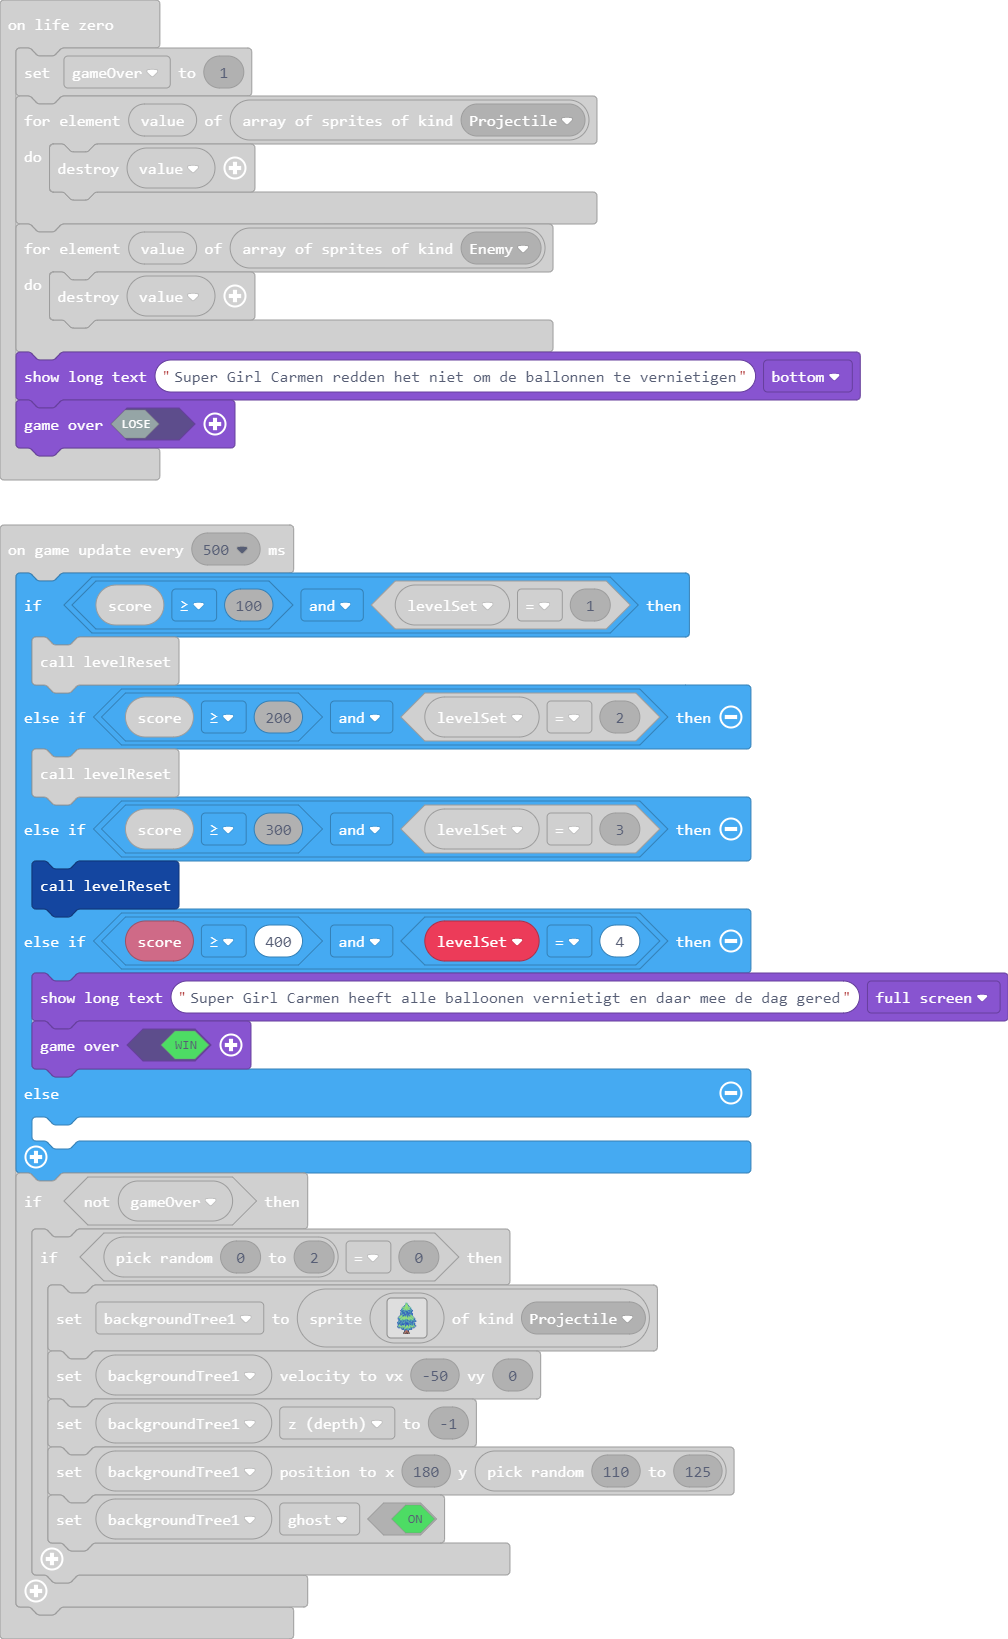 on life zero
set gameOver to 1
for element value of array of sprites of kind Projectile
do destroy value
for element value of array of sprites of kind Enemy
do destroy value
show long text "Super Girl Carmen redden het niet om de ballonnen te vernietigen" bottom
game over LOSE
on game update every 500 ms
if score ≥ 100 and levelSet = 1 then
call levelReset
else if score ≥ 200 and levelSet = 2 then
call levelReset
else if score ≥ 300 and levelSet = 3 then
call levelReset
else if score ≥ 400 and levelSet = 4 then
show long text "Super Girl Carmen heeft alle balloonen vernietigt en daar mee de dag gered" full screen
game over WIN
else
if not gameOver then
if pick random 0 to 2 = 0 then
set backgroundTree1 to sprite of kind Projectile
set backgroundTree1 velocity to vx -50 vy 0
set backgroundTree1 z (depth) to -1
set backgroundTree1 position to x 180 y pick random 110 to 125
set backgroundTree1 ghost ON